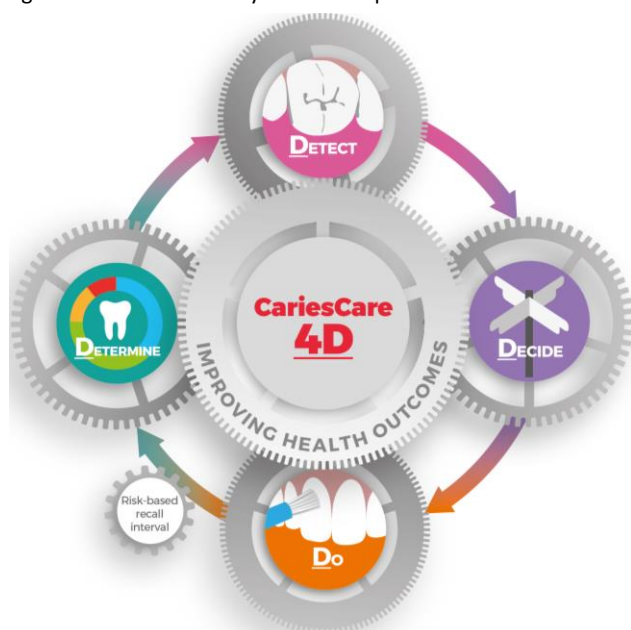 DETECT
DETERMINE
CariesCare
4D
DECIDE
IMPROVING HEALTH OUTCOMES
Risk-based
recall
interval
DO